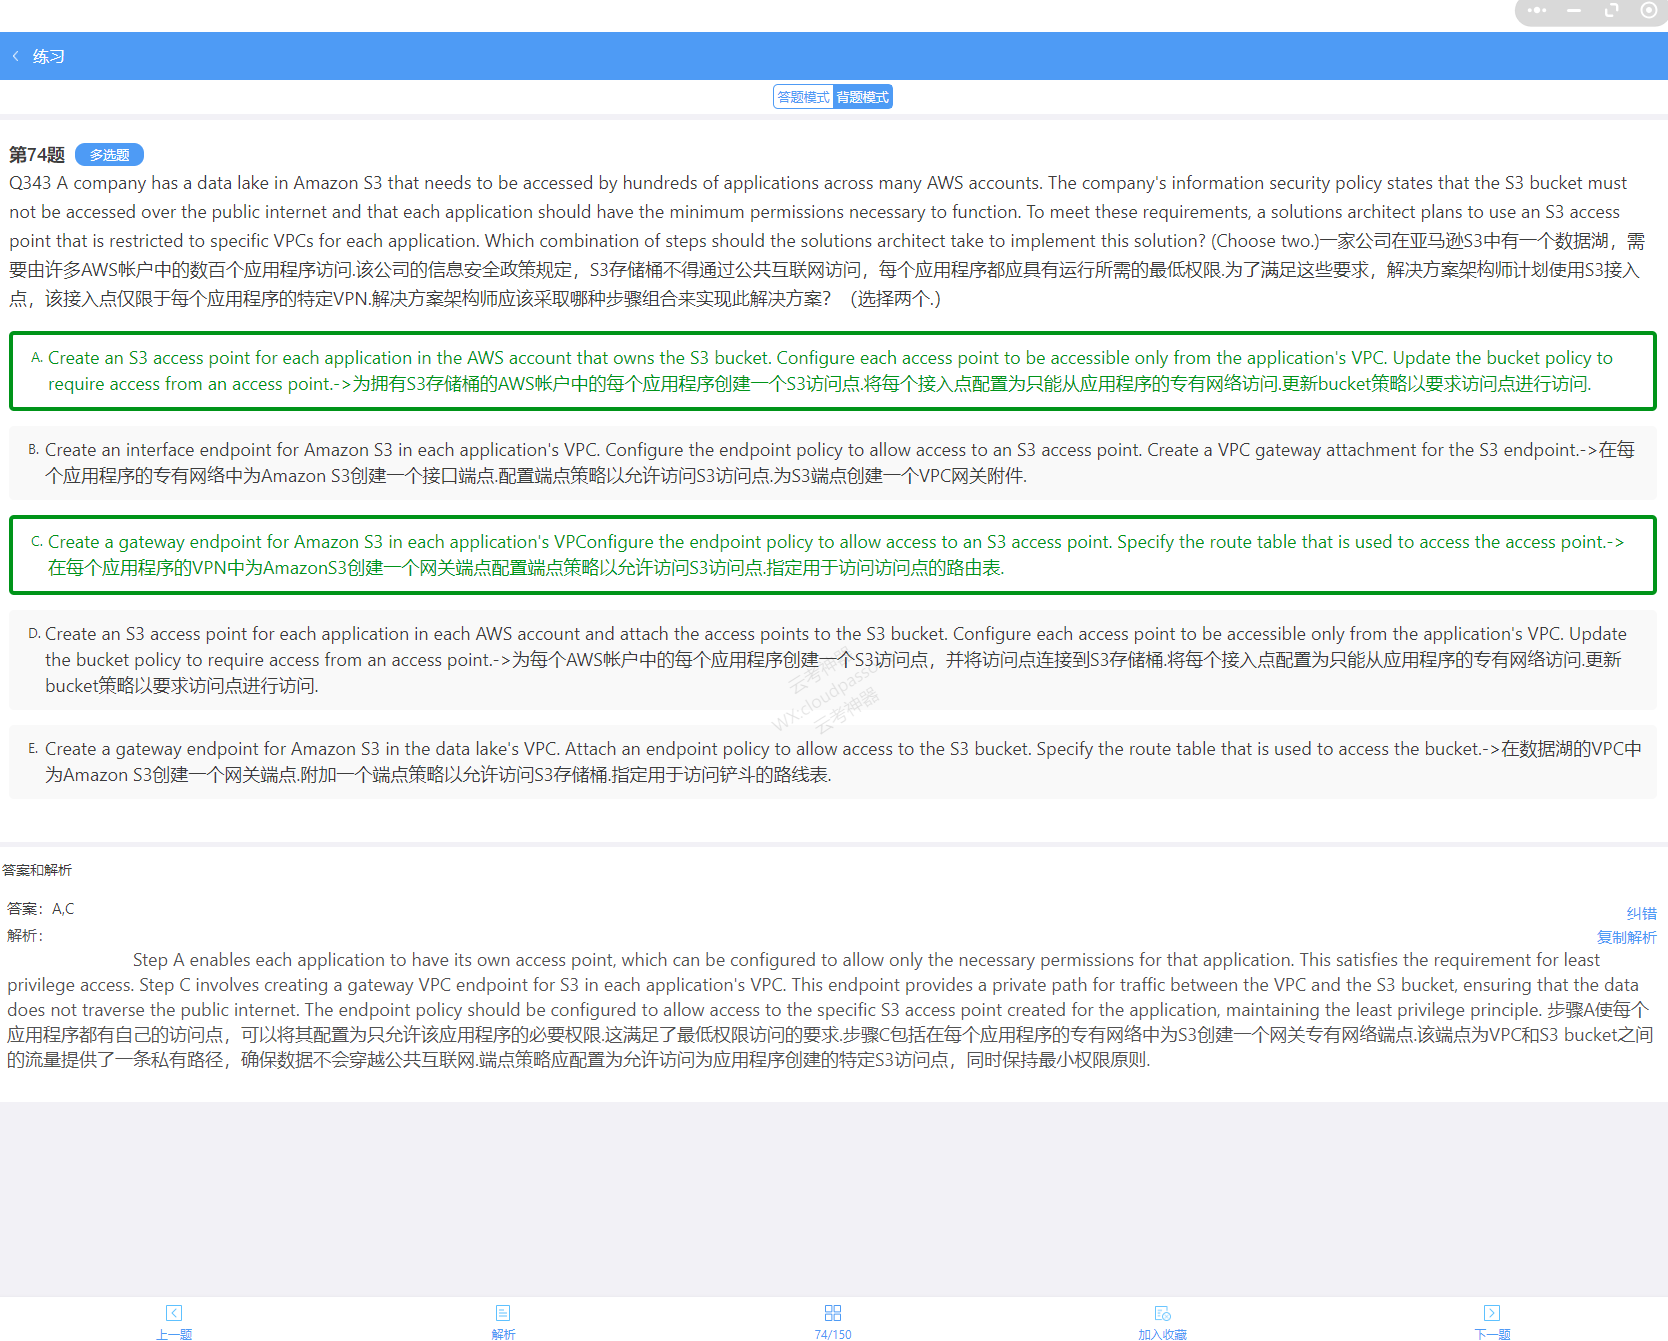 练习
答题模式 背题模式
第74题 多选题
Q343 A company has a data lake in Amazon S3 that needs to be accessed by hundreds of applications across many AWS accounts. The company's information security policy states that the S3 bucket must
not be accessed over the public internet and that each application should have the minimum permissions necessary to function. To meet these requirements, a solutions architect plans to use an S3 access
point that is restricted to specific VPCs for each application. Which combination of steps should the solutions architect take to implement this solution? (Choose two.)一家公司在亚马逊S3中有一个数据湖，需
要由许多AWS帐户中的数百个应用程序访问.该公司的信息安全政策规定，S3存储桶不得通过公共互联网访问，每个应用程序都应具有运行所需的最低权限.为了满足这些要求，解决方案架构师计划使用S3接入
点，该接入点仅限于每个应用程序的特定VPN.解决方案架构师应该采取哪种步骤组合来实现此解决方案？（选择两个.）
A. Create an S3 access point for each application in the AWS account that owns the S3 bucket. Configure each access point to be accessible only from the application's VPC. Update the bucket policy to
require access from an access point.->为拥有S3存储桶的AWS帐户中的每个应用程序创建一个S3访问点.将每个接入点配置为只能从应用程序的专有网络访问.更新bucket策略以要求访问点进行访问.
B. Create an interface endpoint for Amazon S3 in each application's VPC. Configure the endpoint policy to allow access to an S3 access point. Create a VPC gateway attachment for the S3 endpoint.->在每
个应用程序的专有网络中为Amazon S3创建一个接口端点.配置端点策略以允许访问S3访问点.为S3端点创建一个VPC网关附件.
C. Create a gateway endpoint for Amazon S3 in each application's VPConfigure the endpoint policy to allow access to an S3 access point. Specify the route table that is used to access the access point.->
在每个应用程序的VPN中为AmazonS3创建一个网关端点配置端点策略以允许访问S3访问点.指定用于访问访问点的路由表.
D. Create an S3 access point for each application in each AWS account and attach the access points to the S3 bucket. Configure each access point to be accessible only from the application's VPC. Update
the bucket policy to require access from an access point.->为每个AWS帐户中的每个应用程序创建一个S3访问点，并将访问点连接到S3存储桶.将每个接入点配置为只能从应用程序的专有网络访问.更新
bucket策略以要求访问点进行访问.
云考神器
WX:cloudpass
云考神器
E. Create a gateway endpoint for Amazon S3 in the data lake's VPC. Attach an endpoint policy to allow access to the S3 bucket. Specify the route table that is used to access the bucket.->在数据湖的VPC中
为Amazon S3创建一个网关端点.附加一个端点策略以允许访问S3存储桶.指定用于访问铲斗的路线表.
答案和解析
答案：A,C
纠错
解析：
复制解析
Step A enables each application to have its own access point, which can be configured to allow only the necessary permissions for that application. This satisfies the requirement for least
privilege access. Step C involves creating a gateway VPC endpoint for S3 in each application's VPC. This endpoint provides a private path for traffic between the VPC and the S3 bucket, ensuring that the data
does not traverse the public internet. The endpoint policy should be configured to allow access to the specific S3 access point created for the application, maintaining the least privilege principle. 步骤A使每个
应用程序都有自己的访问点，可以将其配置为只允许该应用程序的必要权限.这满足了最低权限访问的要求.步骤C包括在每个应用程序的专有网络中为S3创建一个网关专有网络端点.该端点为VPC和S3 bucket之间
的流量提供了一条私有路径，确保数据不会穿越公共互联网.端点策略应配置为允许访问为应用程序创建的特定S3访问点，同时保持最小权限原则.
上一题 解析 74/150 加入收藏 下一题